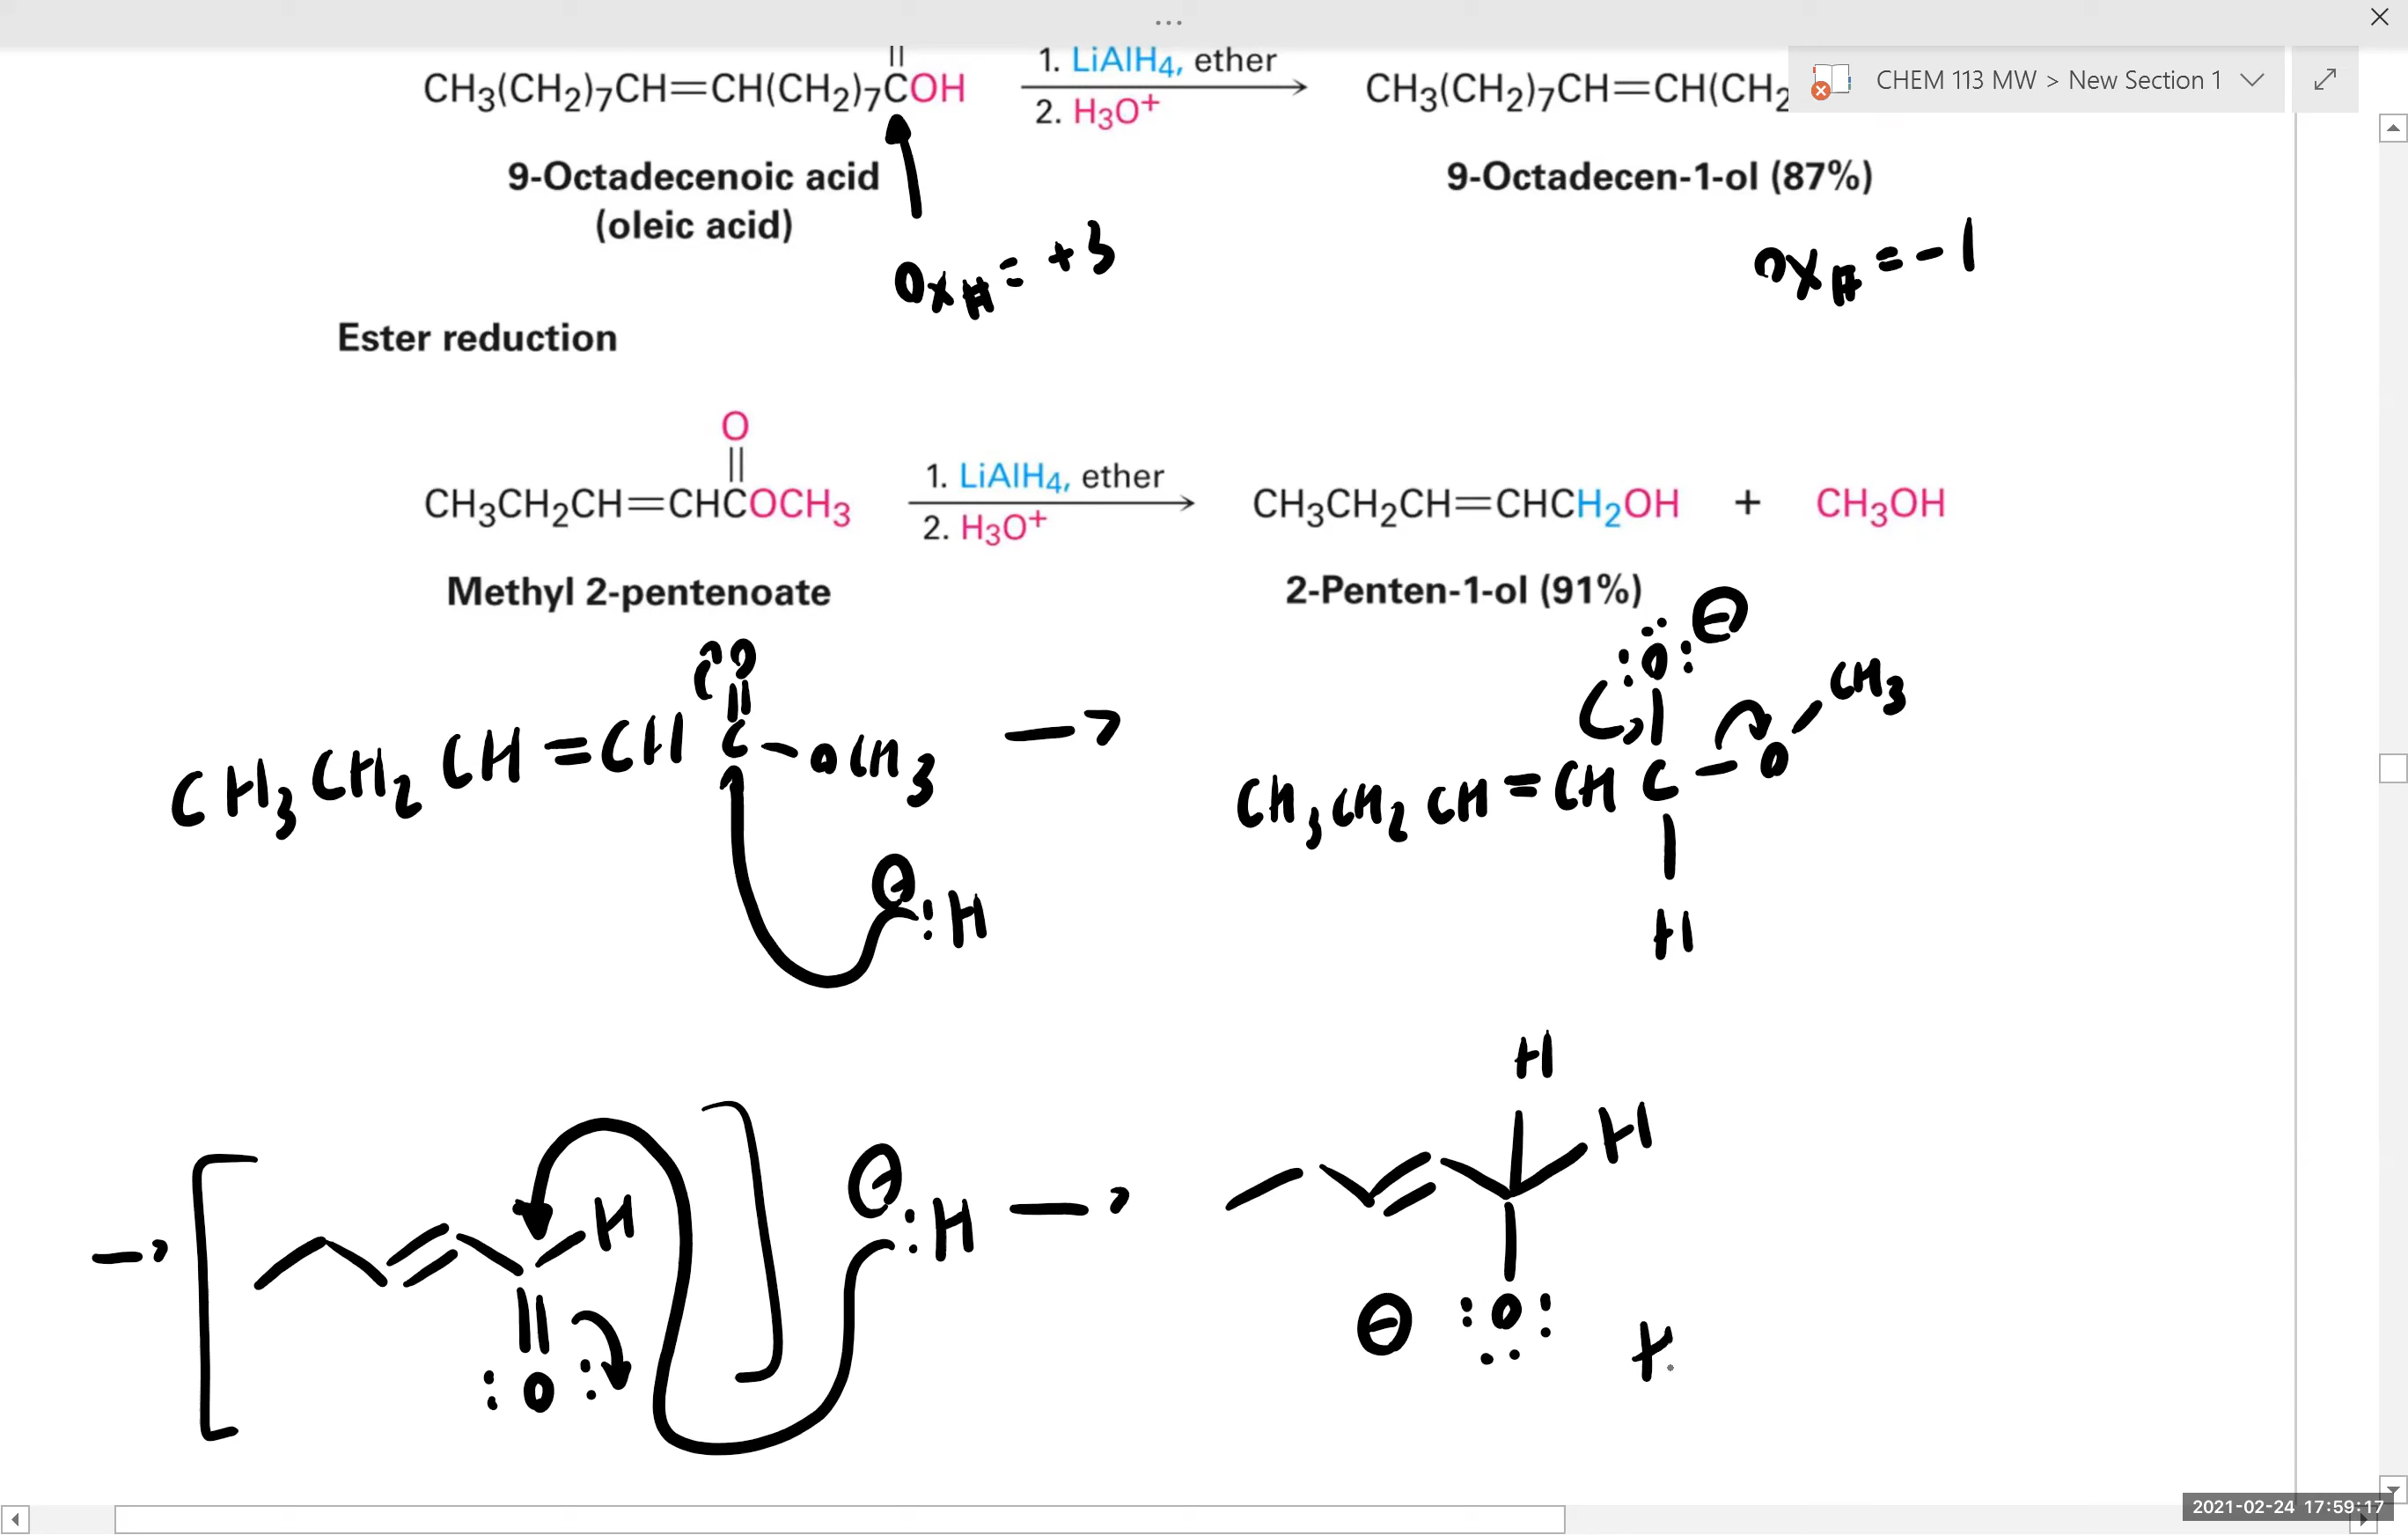 ...
CHEM 113 MW > New Section 1
CH3(CH2)7CH=CH(CH2)7COH
1. LiAlH4, ether
2. H3O+
CH3(CH2)7CH=CH(CH2
9-Octadecenoic acid
(oleic acid)
9-Octadecen-1-ol (87%)
ox # = +3
ox # = -1
Ester reduction
O
CH3CH2CH=CHCOCH3
1. LiAlH4, ether
2. H3O+
CH3CH2CH=CHCH2OH + CH3OH
Methyl 2-pentenoate
2-Penten-1-ol (91%)
O
CH3CH2CH=CHC-OCH3 →
⊖
:H
:O: ⊖
CH3CH2CH=CHC-O-CH3
H
→ [ H
:O: ]
⊖
:H →
H
H
⊖ :O: +
2021-02-24 17:59:17